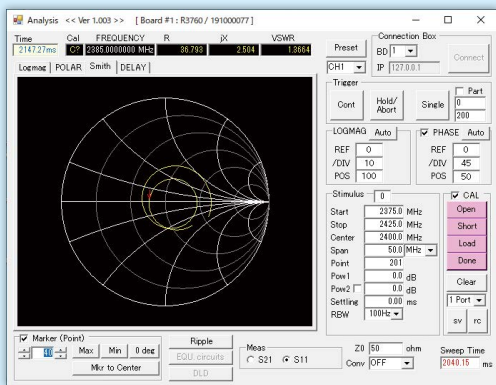 Analysis << Ver 1.003 >> [ Board #1 : R3760 / 191000077 ]
Time Cal FREQUENCY R jX VSWR
2147.27ms C? 2385.0000000 MHz 36.793 2.504 1.3664
Logmag POLAR Smith DELAY
Preset
CH1
Connection Box
BD 1
IP 127.0.0.1
Connect
Trigger
Cont
Hold/
Abort
Single
Part
0
200
LOGMAG Auto
REF 0
/DIV 10
POS 100
PHASE Auto
REF 0
/DIV 45
POS 50
Stimulus 0
Start 2375.0 MHz
Stop 2425.0 MHz
Center 2400.0 MHz
Span 50.0 MHz
Point 201
Pow1 0.0 dB
Pow2 0.0 dB
Settling 0.00 ms
RBW 100Hz
CAL
Open
Short
Load
Done
Clear
1 Port
sv rc
Marker (Point)
40
Max Min 0 deg
Mkr to Center
Ripple
EQU. circuits
DLD
Meas
S21 S11
Z0 50 ohm
Conv OFF
Sweep Time
2040.15 ms